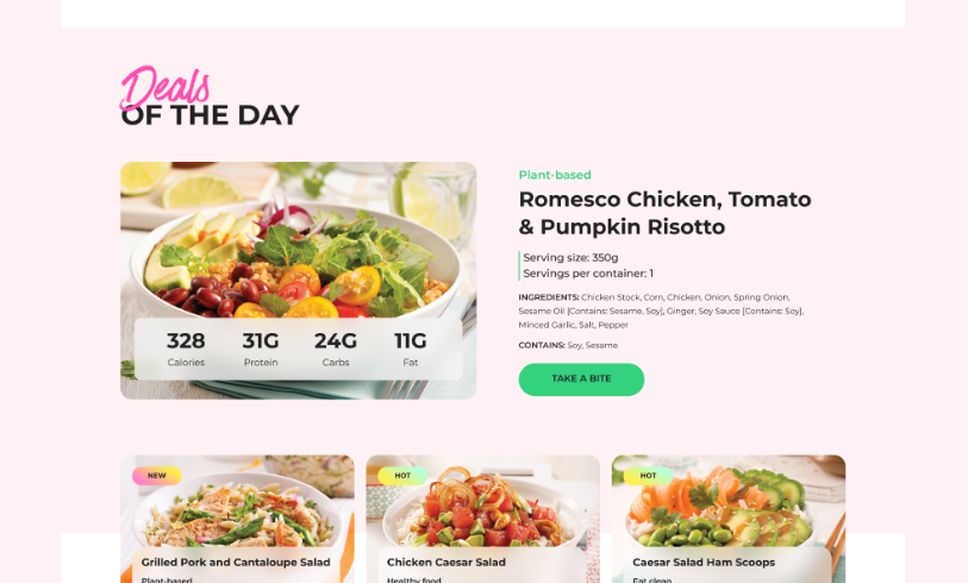 Deals
OF THE DAY
Plant-based
Romesco Chicken, Tomato
& Pumpkin Risotto
Serving size: 350g
Servings per container: 1
INGREDIENTS: Chicken Stock, Corn, Chicken, Onion, Spring Onion,
Sesame Oil [Contains: Sesame, Soy], Ginger, Soy Sauce [Contains: Soy],
Minced Garlic, Salt, Pepper
CONTAINS: Soy, Sesame
TAKE A BITE
328 31G 24G 11G
Calories Protein Carbs Fat
NEW
Grilled Pork and Cantaloupe Salad
Plant-based
HOT
Chicken Caesar Salad
Healthy food
HOT
Caesar Salad Ham Scoops
Eat clean